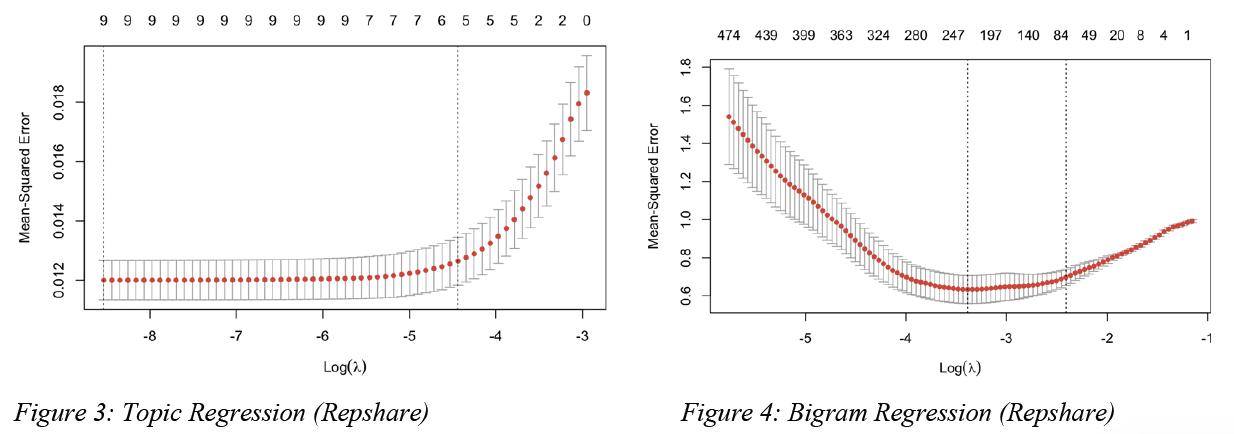 9 9 9 9 9 9 9 9 9 7 7 7 6 5 5 5 2 2 0
Mean-Squared Error
0.018
0.016
0.014
0.012
-8 -7 -6 -5 -4 -3
Log(λ)
Figure 3: Topic Regression (Repshare)
474 439 399 363 324 280 247 197 140 84 49 20 8 4 1
Mean-Squared Error
1.8
1.6
1.4
1.2
1.0
0.8
0.6
-5 -4 -3 -2 -1
Log(λ)
Figure 4: Bigram Regression (Repshare)